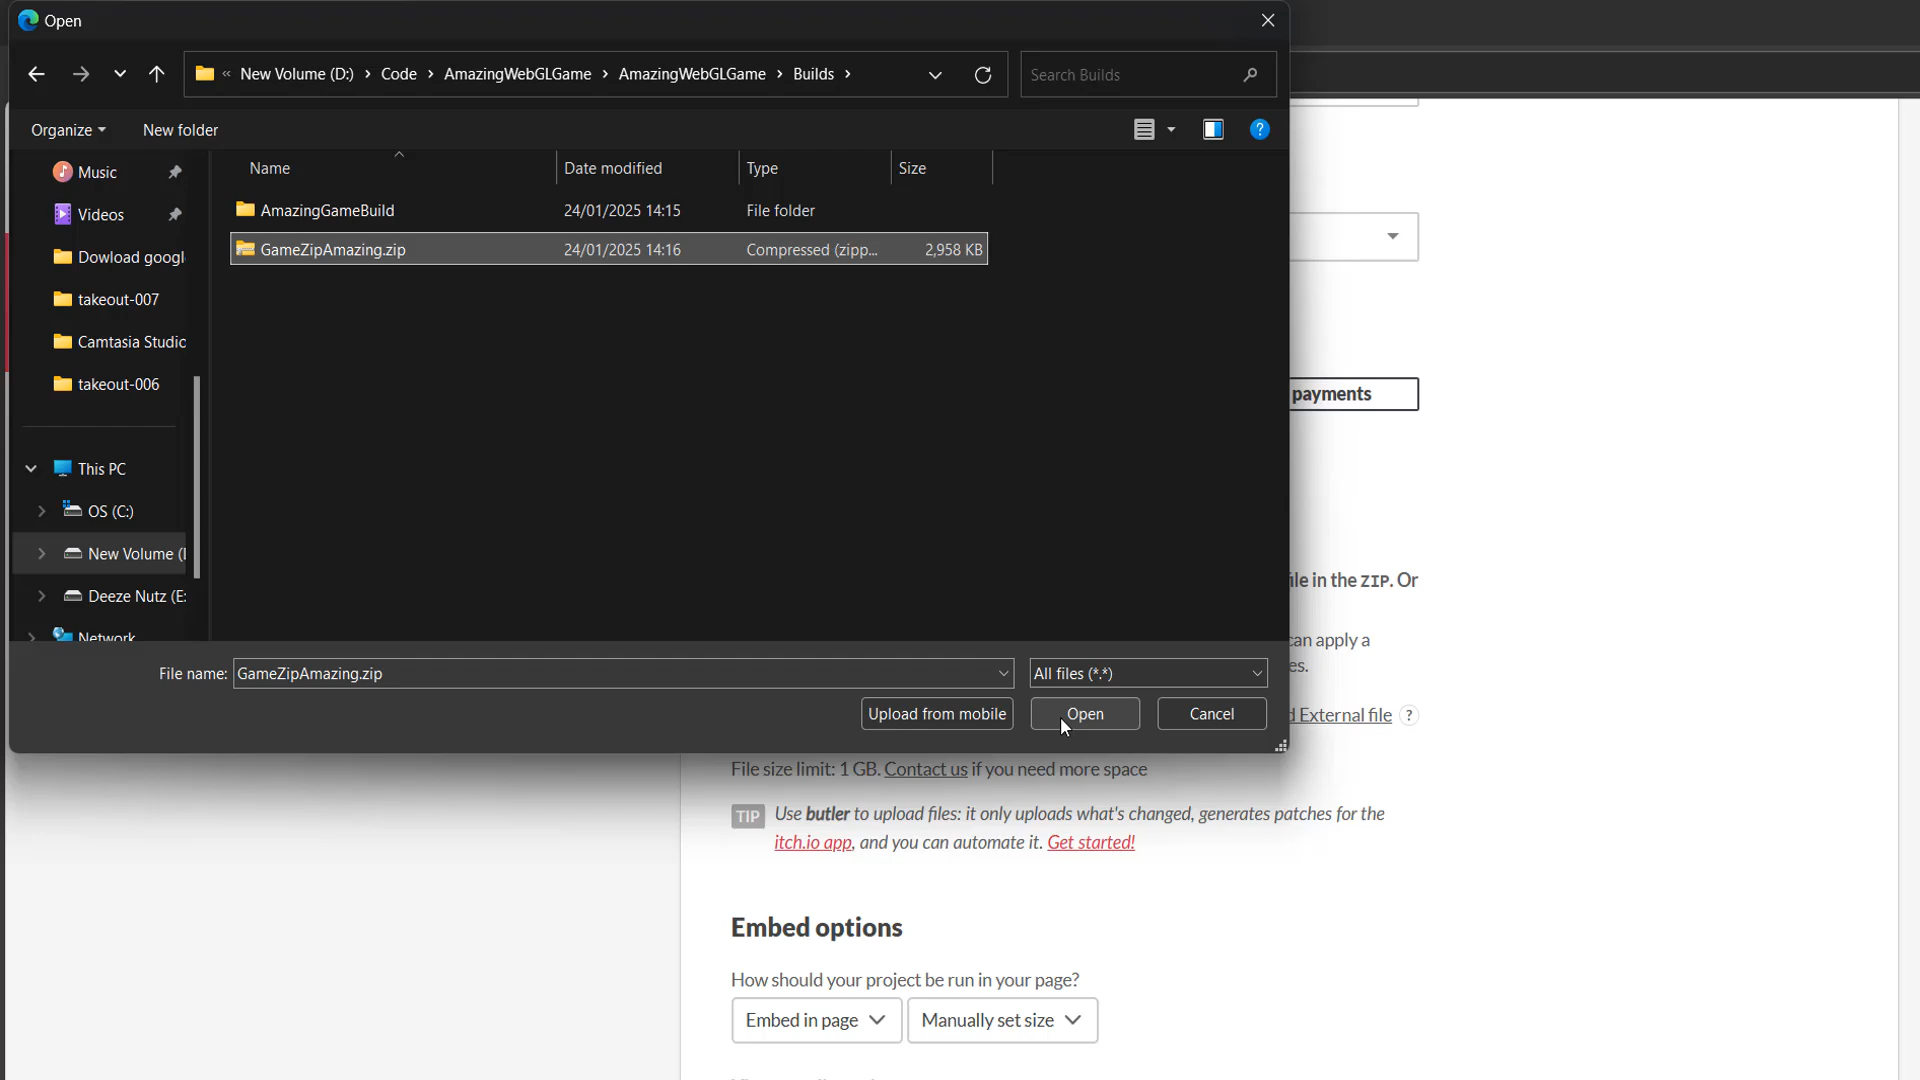 Open
« New Volume (D:) › Code › AmazingWebGLGame › AmazingWebGLGame › Builds ›
Search Builds
Organize
New folder
?
Music
Videos
Dowload googl
takeout-007
Camtasia Studio
takeout-006
This PC
OS (C:)
New Volume (
Deeze Nutz (E:
Network
Name
Date modified
Type
Size
AmazingGameBuild
24/01/2025 14:15
File folder
GameZipAmazing.zip
24/01/2025 14:16
Compressed (zipp...
2,958 KB
File name:
GameZipAmazing.zip
All files (*.*)
Upload from mobile
Open
Cancel
payments
ile in the ZIP. Or
can apply a
es.
d External file ?
File size limit: 1 GB. Contact us if you need more space
TIP
Use butler to upload files: it only uploads what's changed, generates patches for the
itch.io app, and you can automate it. Get started!
Embed options
How should your project be run in your page?
Embed in page
Manually set size